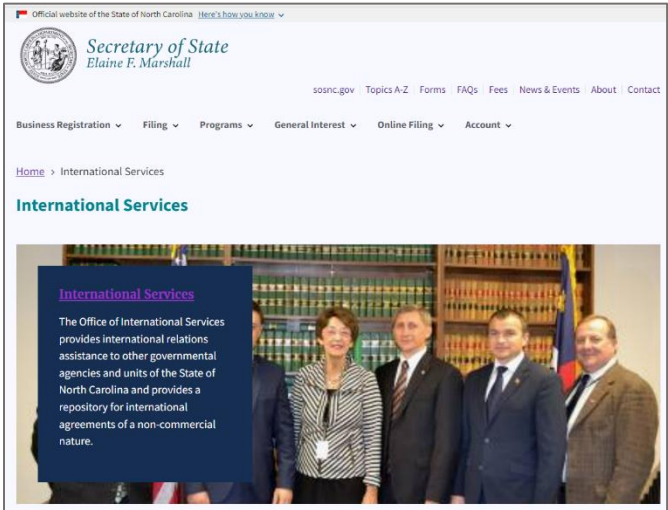 Official website of the State of North Carolina Here's how you know
Secretary of State
Elaine F. Marshall
sosnc.gov Topics A-Z Forms FAQs Fees News & Events About Contact
Business Registration Filing Programs General Interest Online Filing Account
Home > International Services
International Services
International Services
The Office of International Services
provides international relations
assistance to other governmental
agencies and units of the State of
North Carolina and provides a
repository for international
agreements of a non-commercial
nature.